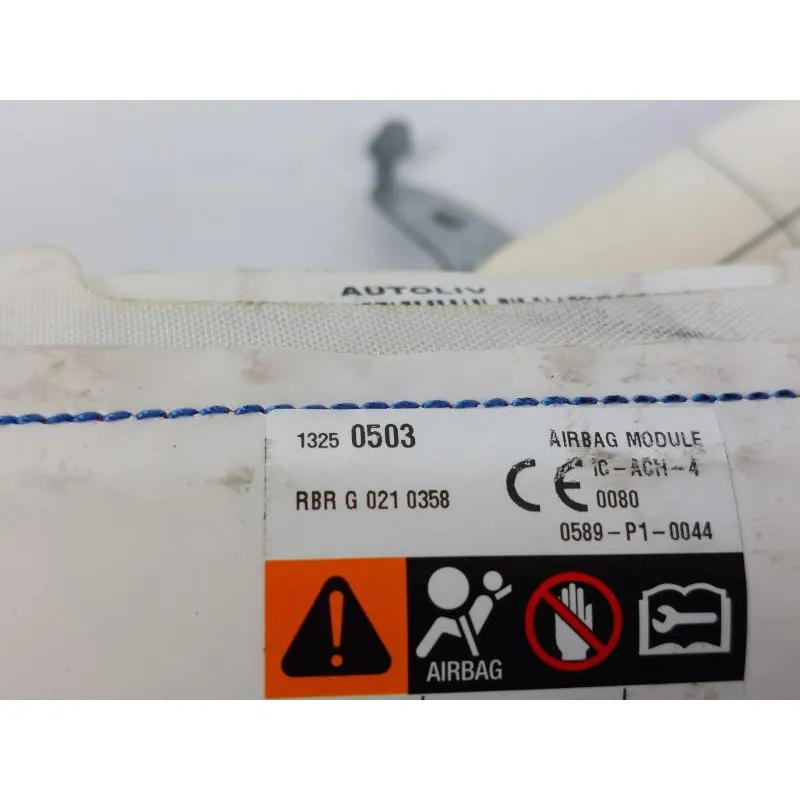 AUTOLIV
1325 0503
AIRBAG MODULE
IC-ACH-4
RBR G 021 0358
CE 0080
0589-P1-0044
AIRBAG